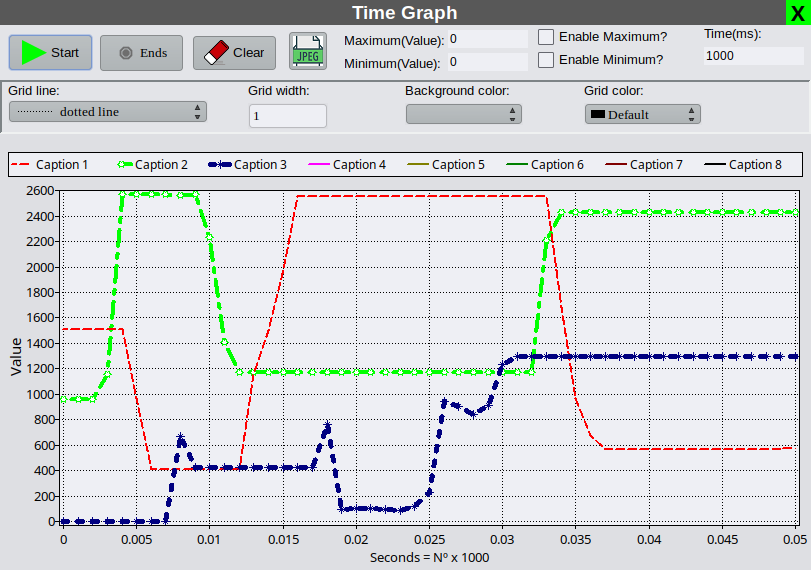 Time Graph X
Start Ends Clear JPEG Maximum(Value): 0 Enable Maximum? Time(ms):
Minimum(Value): 0 Enable Minimum? 1000
Grid line: Grid width: Background color: Grid color:
dotted line 1 Default
Caption 1 Caption 2 Caption 3 Caption 4 Caption 5 Caption 6 Caption 7 Caption 8
2600
2400
2200
2000
1800
1600
1400
1200
1000
800
600
400
200
0
Value
0 0.005 0.01 0.015 0.02 0.025 0.03 0.035 0.04 0.045 0.05
Seconds = Nº x 1000